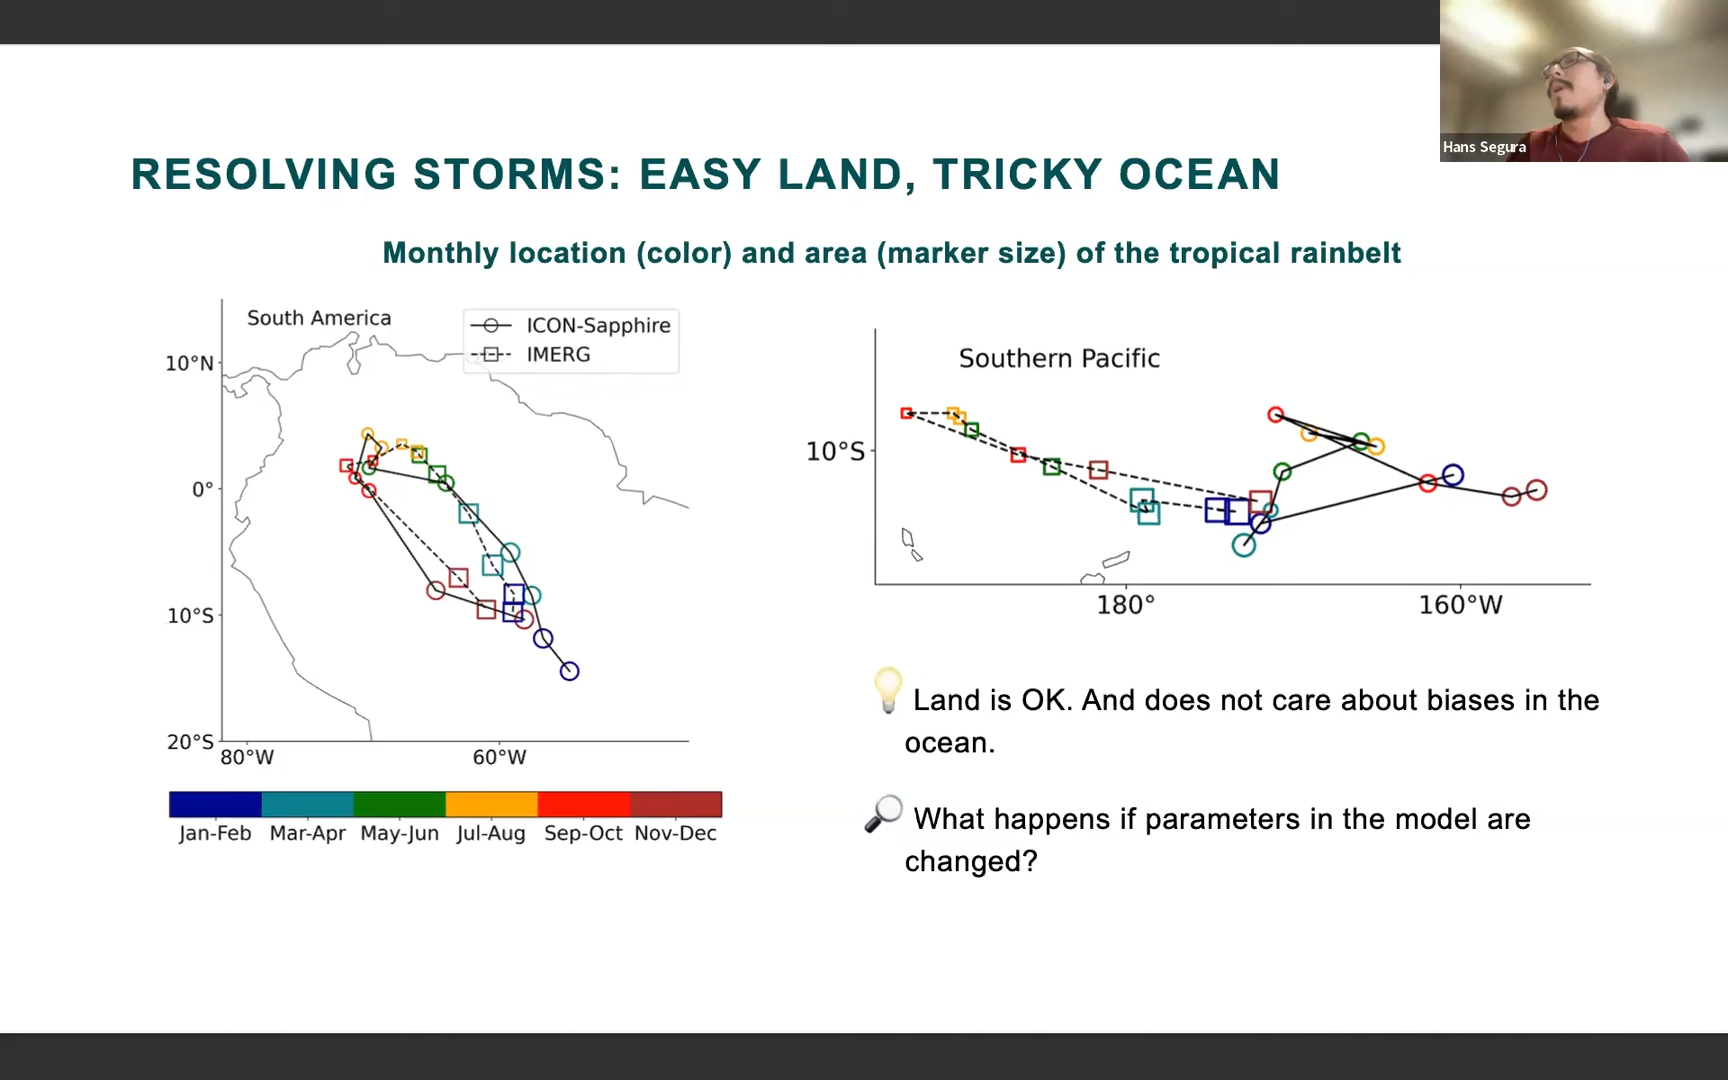 Hans Segura
RESOLVING STORMS: EASY LAND, TRICKY OCEAN
Monthly location (color) and area (marker size) of the tropical rainbelt
South America
ICON-Sapphire
IMERG
10°N
0°
10°S
20°S
80°W
60°W
Jan-Feb
Mar-Apr
May-Jun
Jul-Aug
Sep-Oct
Nov-Dec
Southern Pacific
10°S
180°
160°W
Land is OK. And does not care about biases in the
ocean.
What happens if parameters in the model are
changed?